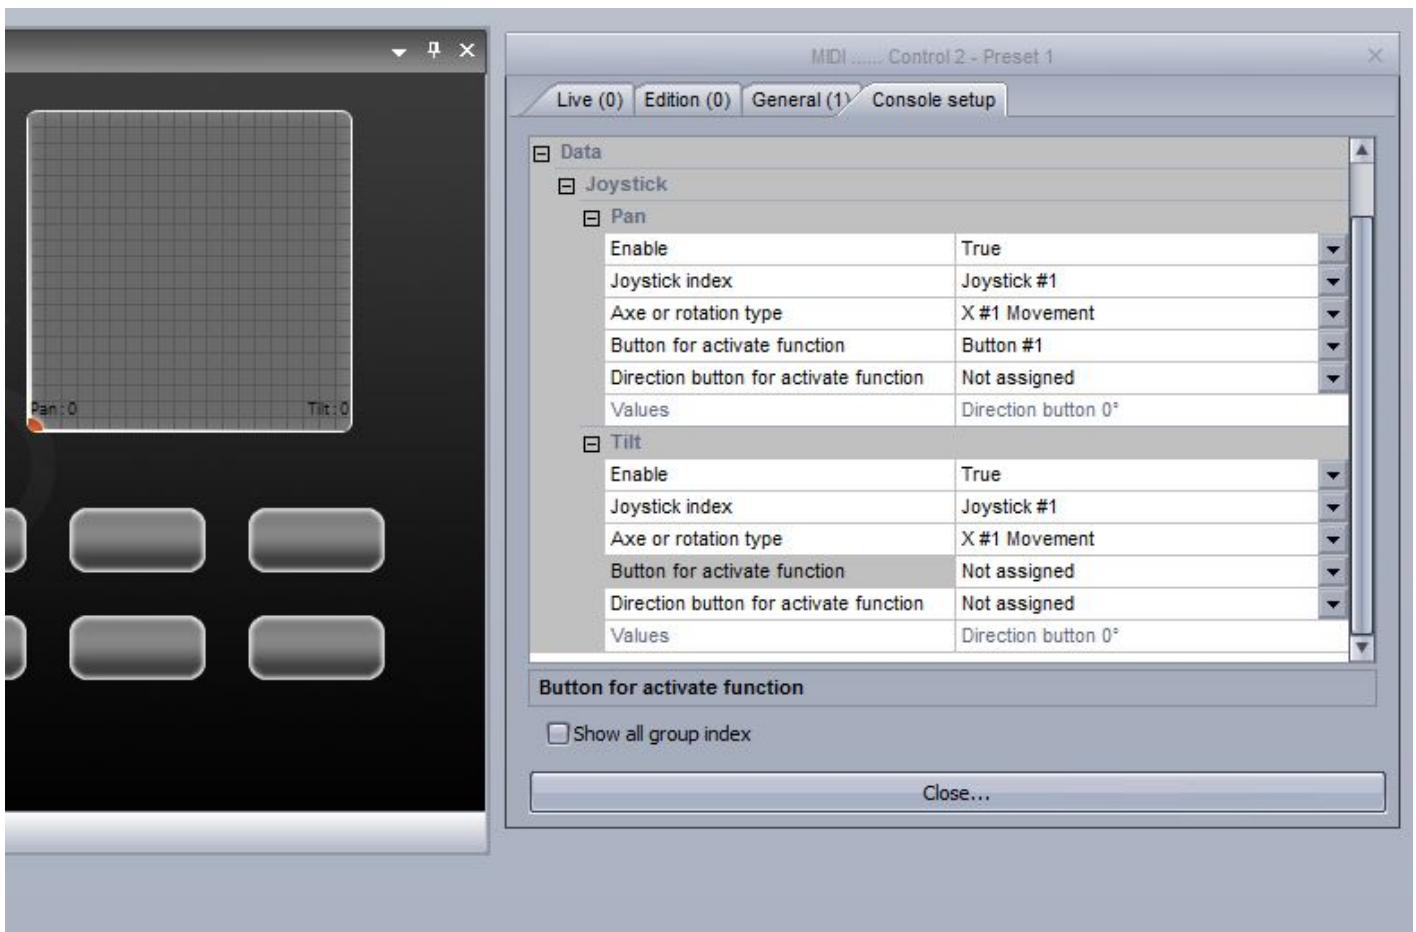 MIDI ...... Control 2 - Preset 1
Live (0) Edition (0) General (1) Console setup
Data
Joystick
Pan
Enable True
Joystick index Joystick #1
Axe or rotation type X #1 Movement
Button for activate function Button #1
Direction button for activate function Not assigned
Values Direction button 0°
Tilt
Enable True
Joystick index Joystick #1
Axe or rotation type X #1 Movement
Button for activate function Not assigned
Direction button for activate function Not assigned
Values Direction button 0°
Button for activate function
Show all group index
Close...
Pan : 0 Tilt : 0